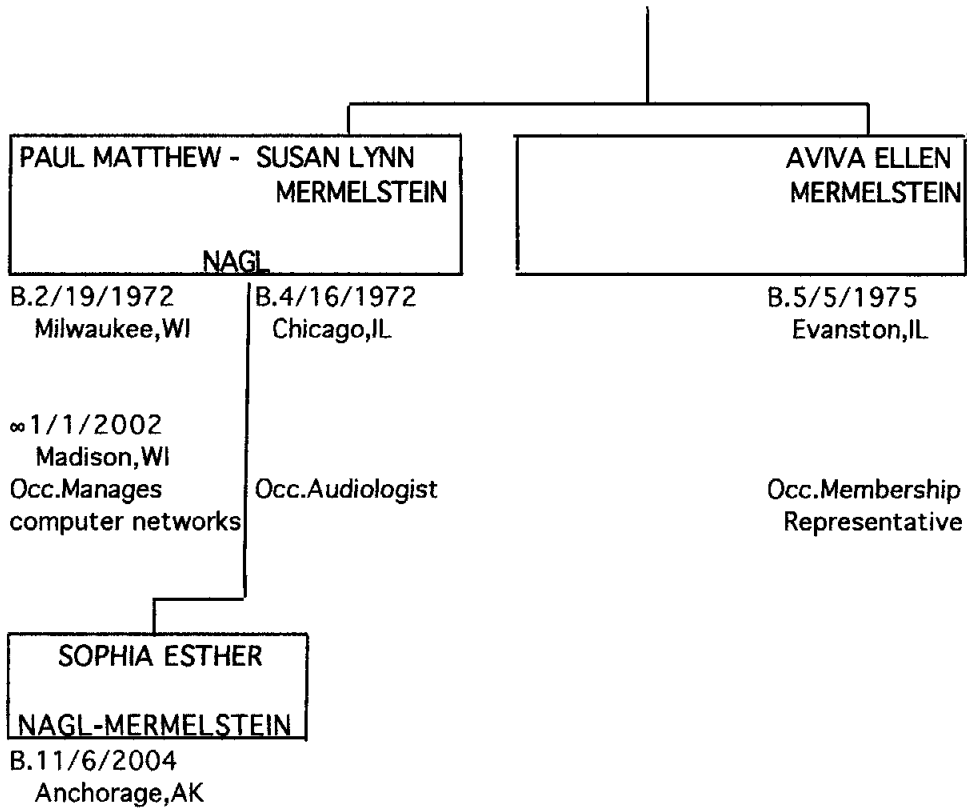 PAUL MATTHEW - SUSAN LYNN
MERMELSTEIN
NAGL
B.2/19/1972
Milwaukee,WI
B.4/16/1972
Chicago,IL
∞1/1/2002
Madison,WI
Occ.Manages
computer networks
Occ.Audiologist
AVIVA ELLEN
MERMELSTEIN
B.5/5/1975
Evanston,IL
Occ.Membership
Representative
SOPHIA ESTHER
NAGL-MERMELSTEIN
B.11/6/2004
Anchorage,AK